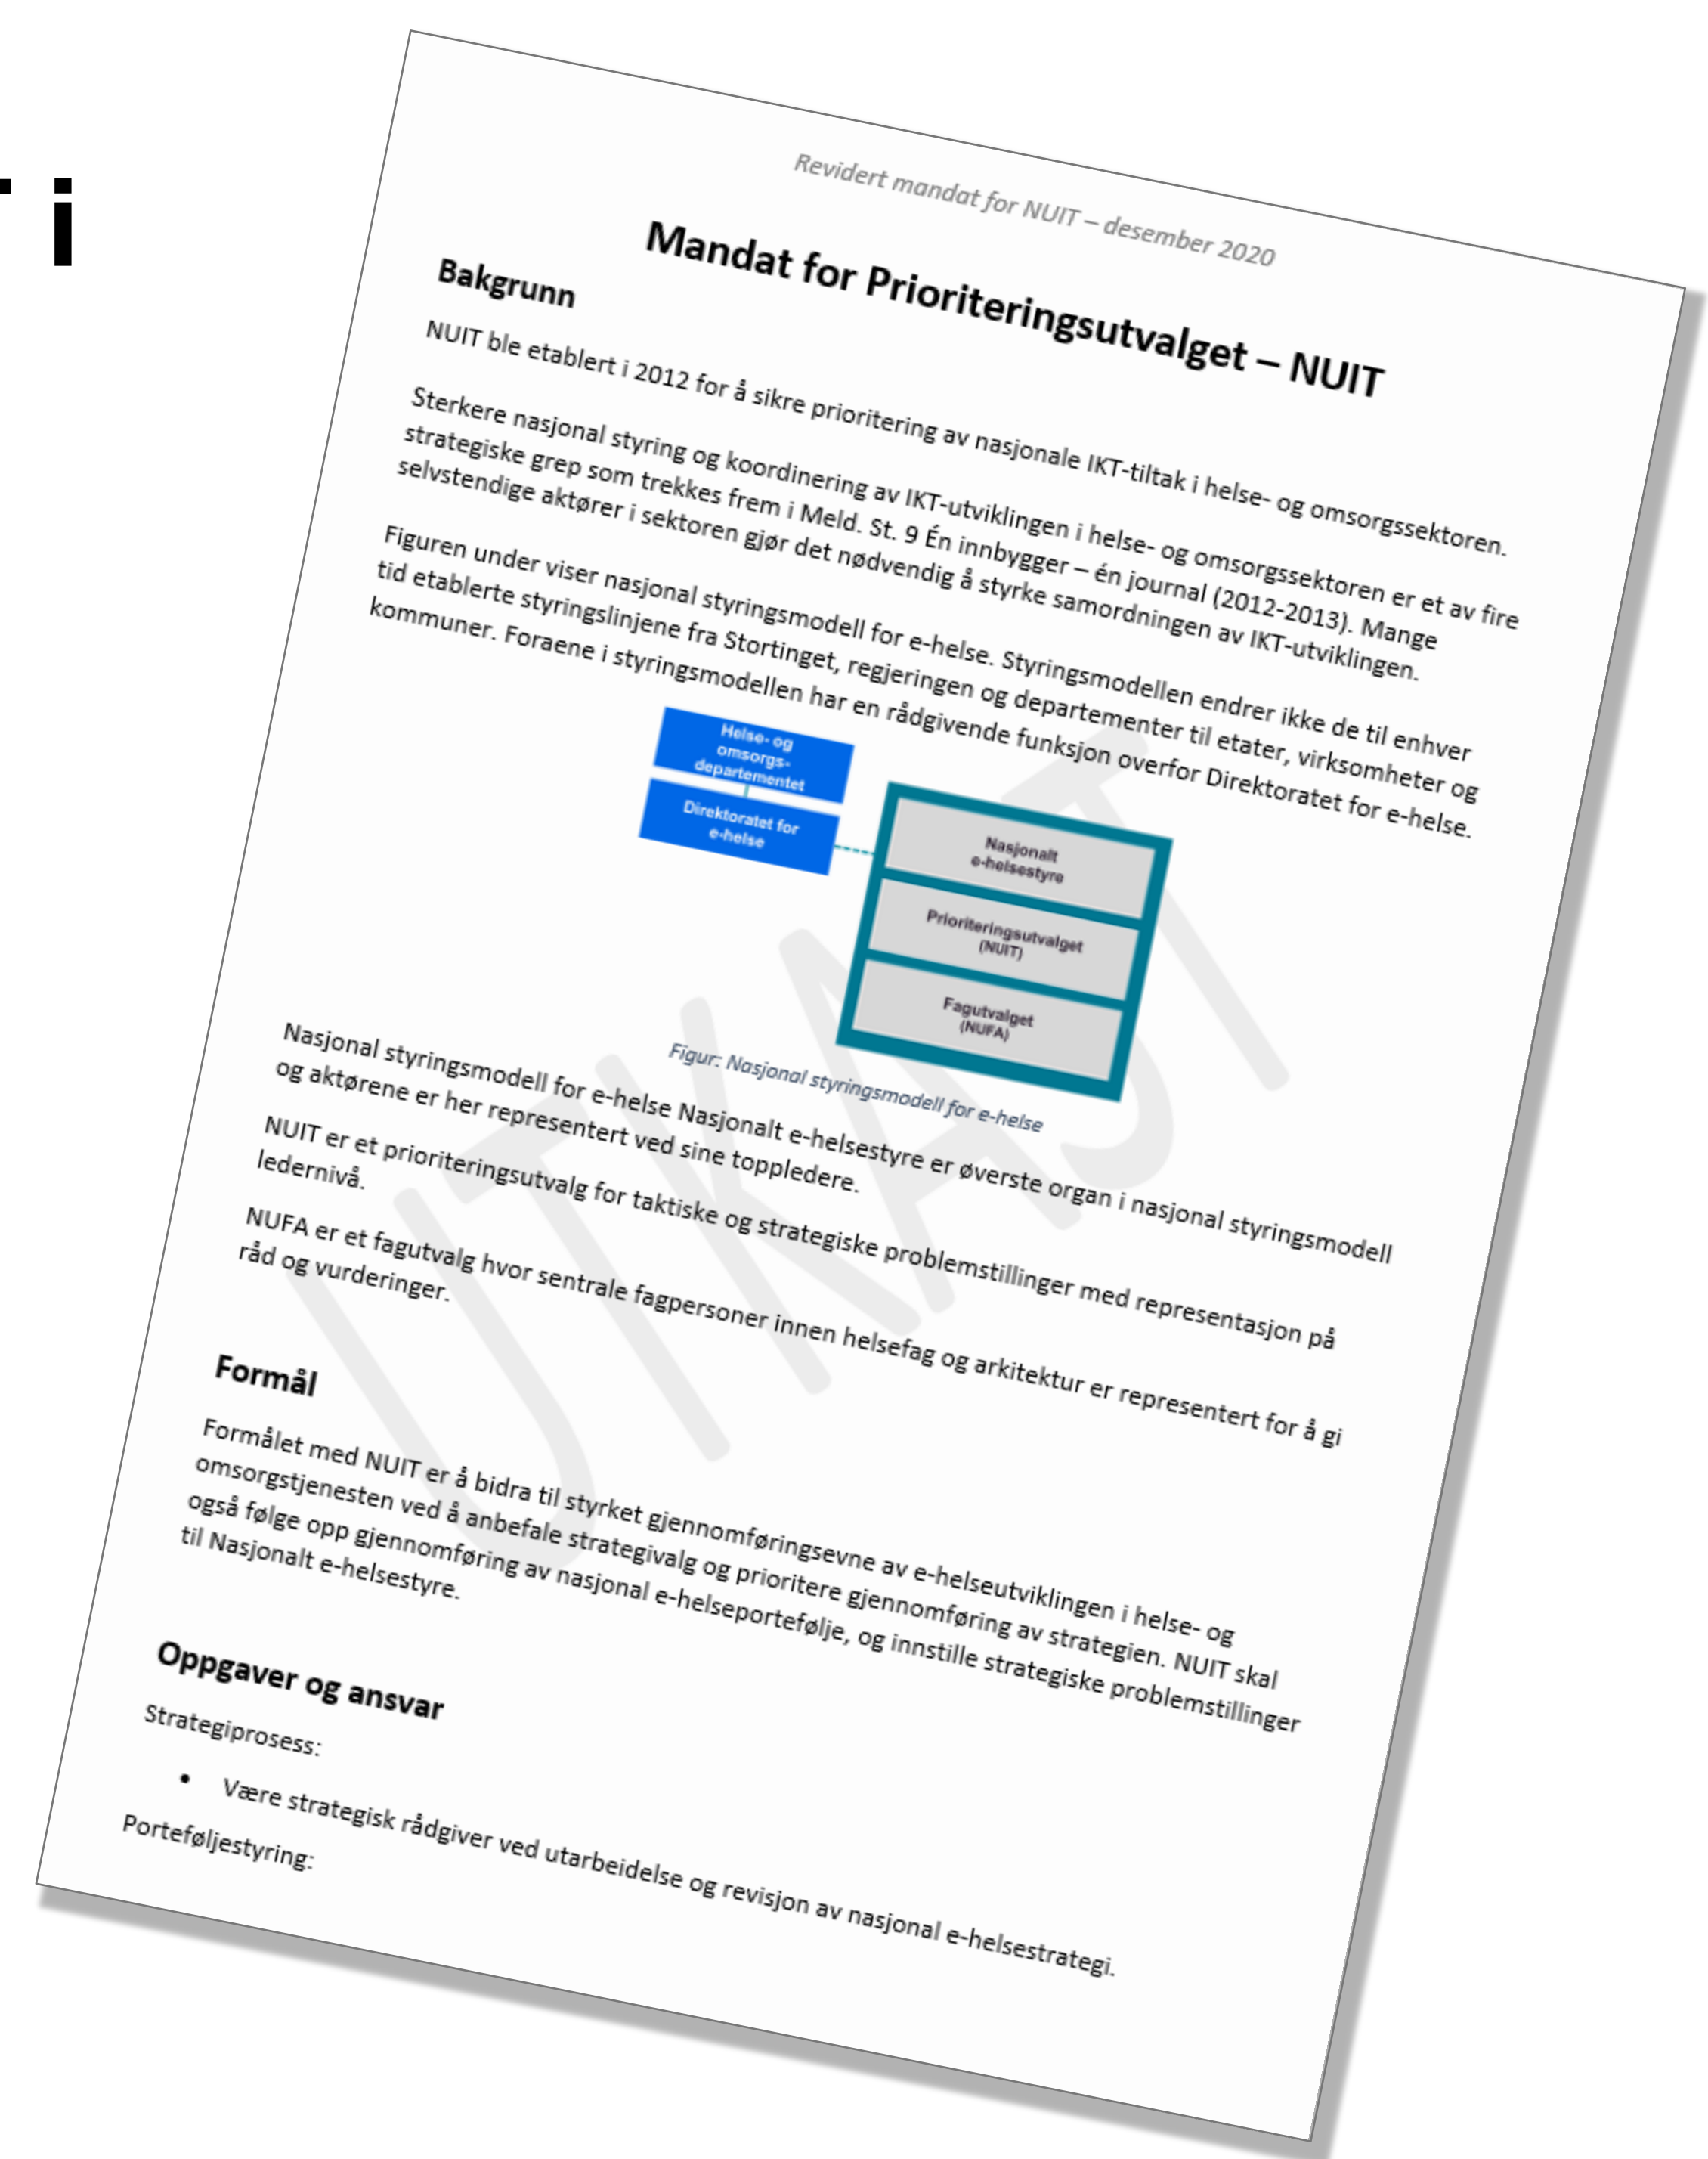 i
Revidert mandat for NUIT – desember 2020
Mandat for Prioriteringsutvalget – NUIT
Bakgrunn
NUIT ble etablert i 2012 for å sikre prioritering av nasjonale IKT-tiltak i helse- og omsorgssektoren.
Sterkere nasjonal styring og koordinering av IKT-utviklingen i helse- og omsorgssektoren er et av fire
strategiske grep som trekkes frem i Meld. St. 9 Én innbygger – én journal (2012-2013). Mange
selvstendige aktører i sektoren gjør det nødvendig å styrke samordningen av IKT-utviklingen.
Figuren under viser nasjonal styringsmodell for e-helse. Styringsmodellen endrer ikke de til enhver
tid etablerte styringslinjene fra Stortinget, regjeringen og departementer til etater, virksomheter og
kommuner. Foraene i styringsmodellen har en rådgivende funksjon overfor Direktoratet for e-helse.
Helse- og
omsorgs-
departementet
Direktoratet for
e-helse
Nasjonalt
e-helsestyre
Prioriteringsutvalget
(NUIT)
Fagutvalget
(NUFA)
Figur: Nasjonal styringsmodell for e-helse
Nasjonal styringsmodell for e-helse Nasjonalt e-helsestyre er øverste organ i nasjonal styringsmodell
og aktørene er her representert ved sine toppledere.
NUIT er et prioriteringsutvalg for taktiske og strategiske problemstillinger med representasjon på
ledernivå.
NUFA er et fagutvalg hvor sentrale fagpersoner innen helsefag og arkitektur er representert for å gi
råd og vurderinger.
UTKAST
Formål
Formålet med NUIT er å bidra til styrket gjennomføringsevne av e-helseutviklingen i helse- og
omsorgstjenesten ved å anbefale strategivalg og prioritere gjennomføring av strategien. NUIT skal
også følge opp gjennomføring av nasjonal e-helseportefølje, og innstille strategiske problemstillinger
til Nasjonalt e-helsestyre.
Oppgaver og ansvar
Strategiprosess:
• Være strategisk rådgiver ved utarbeidelse og revisjon av nasjonal e-helsestrategi.
Porteføljestyring: